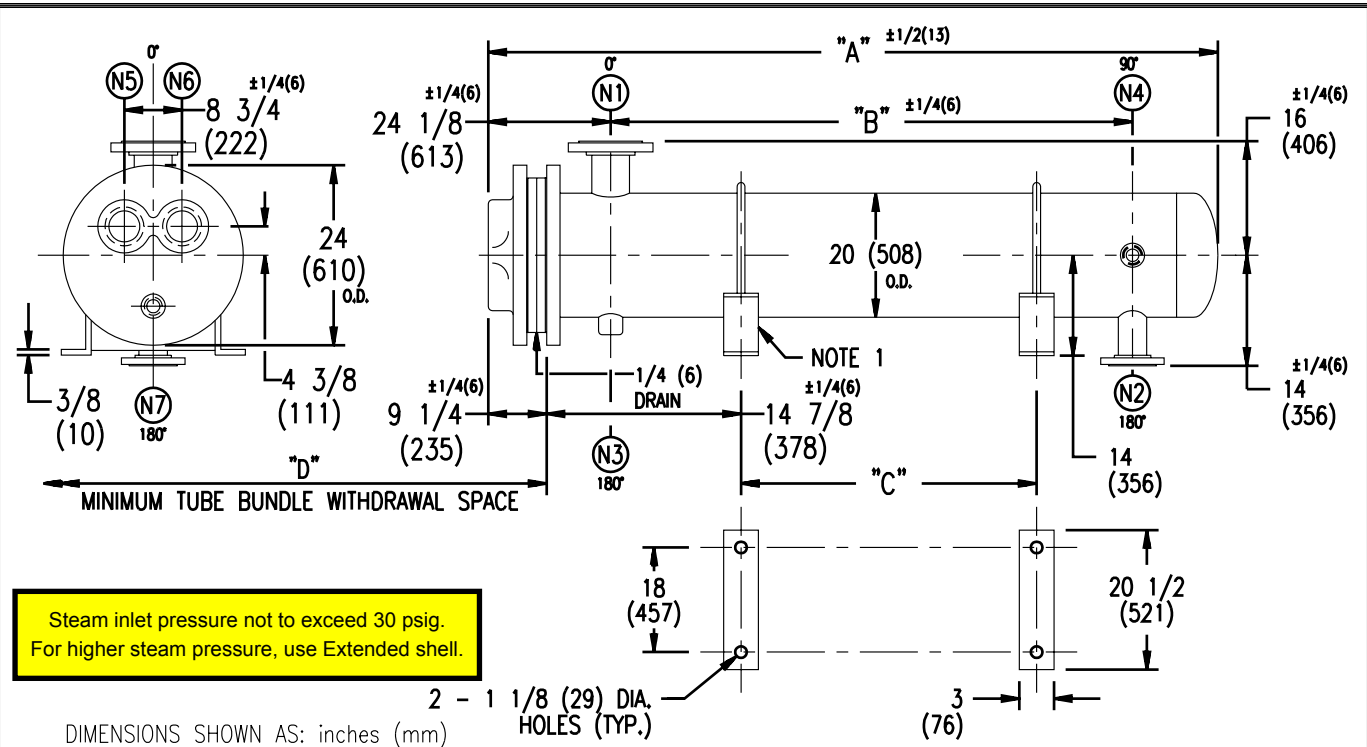 0°
N5 N6
±1/4(6)
8 3/4
(222)
24
(610)
O.D.
4 3/8
(111)
3/8
(10)
N7
180°
"A" ±1/2(13)
±1/4(6)
24 1/8
(613)
0°
N1
"B" ±1/4(6)
90°
N4
±1/4(6)
16
(406)
20 (508)
O.D.
NOTE 1
±1/4(6)
9 1/4
(235)
1/4 (6)
DRAIN
±1/4(6)
14 7/8
(378)
N3
180°
N2
180°
±1/4(6)
14
(356)
14
(356)
"D"
MINIMUM TUBE BUNDLE WITHDRAWAL SPACE
"C"
18
(457)
20 1/2
(521)
Steam inlet pressure not to exceed 30 psig.
For higher steam pressure, use Extended shell.
2 - 1 1/8 (29) DIA.
HOLES (TYP.)
3
(76)
DIMENSIONS SHOWN AS: inches (mm)